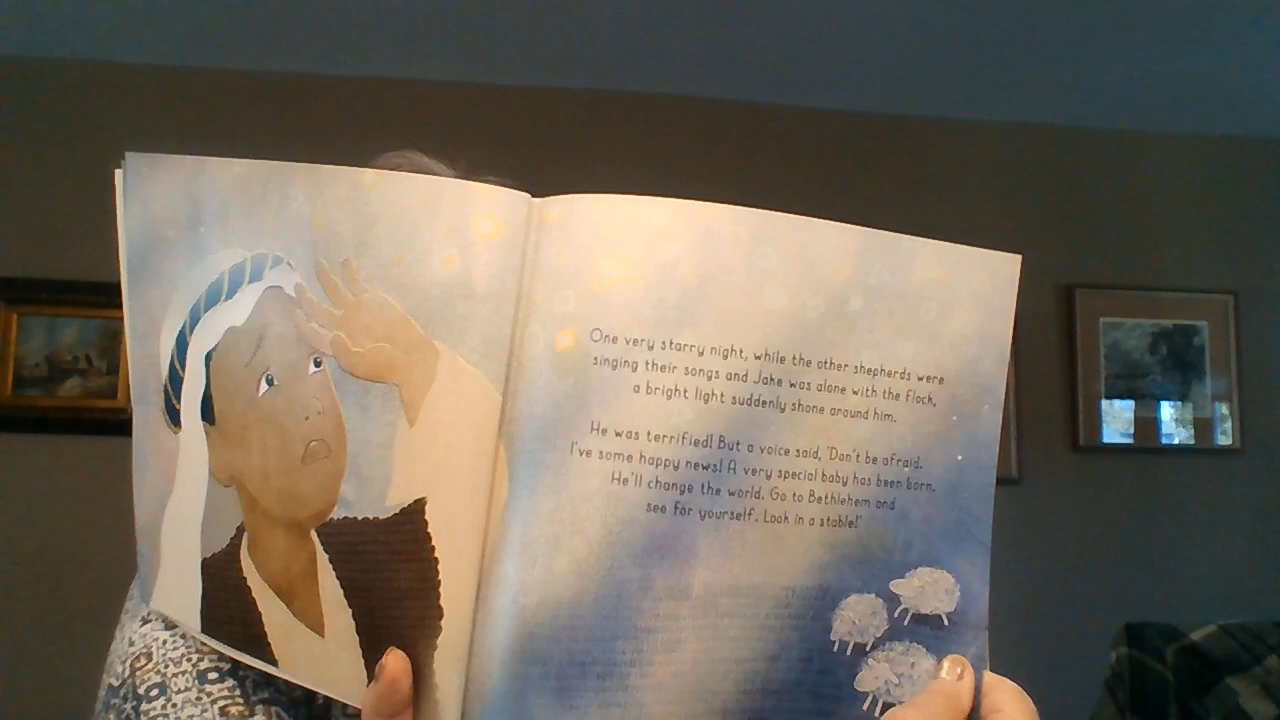 One very starry night, while the other shepherds were
singing their songs and Jake was alone with the flock,
a bright light suddenly shone around him.
He was terrified! But a voice said, 'Don't be afraid.
I've some happy news! A very special baby has been born.
He'll change the world. Go to Bethlehem and
see for yourself. Look in a stable!'